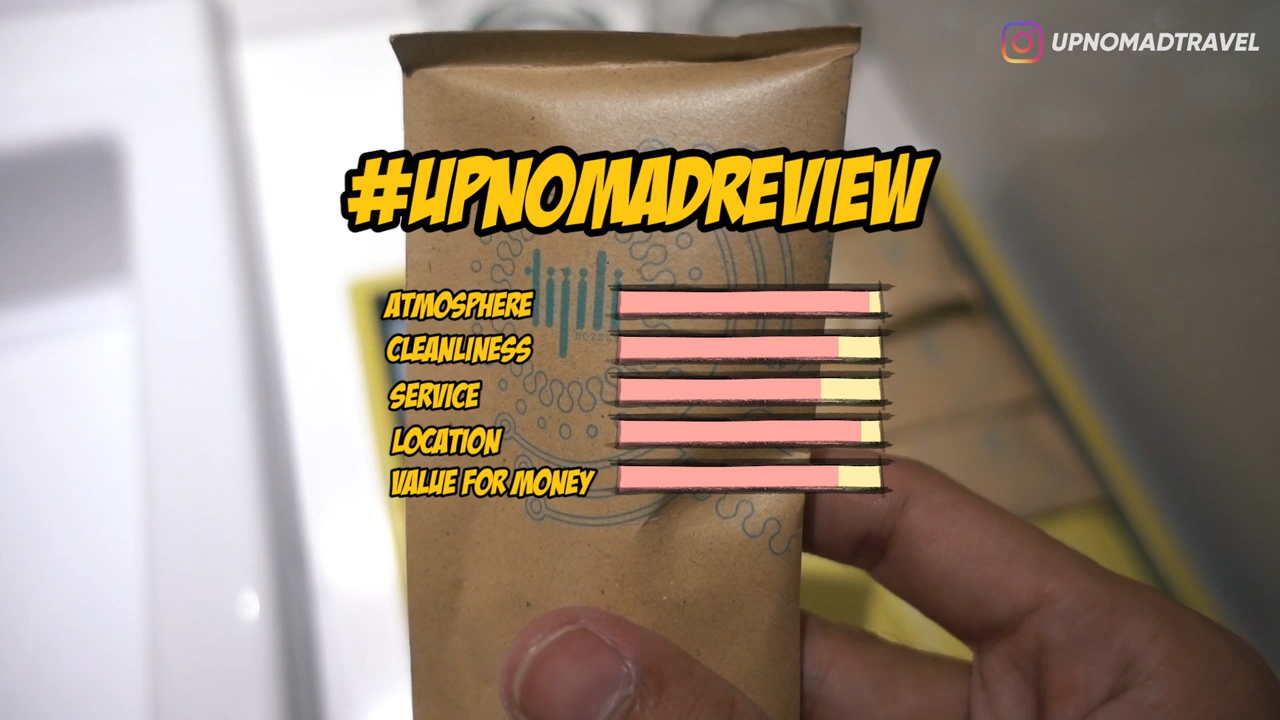 UPNOMADTRAVEL
#UPNOMADREVIEW
ATMOSPHERE
CLEANLINESS
SERVICE
LOCATION
VALUE FOR MONEY